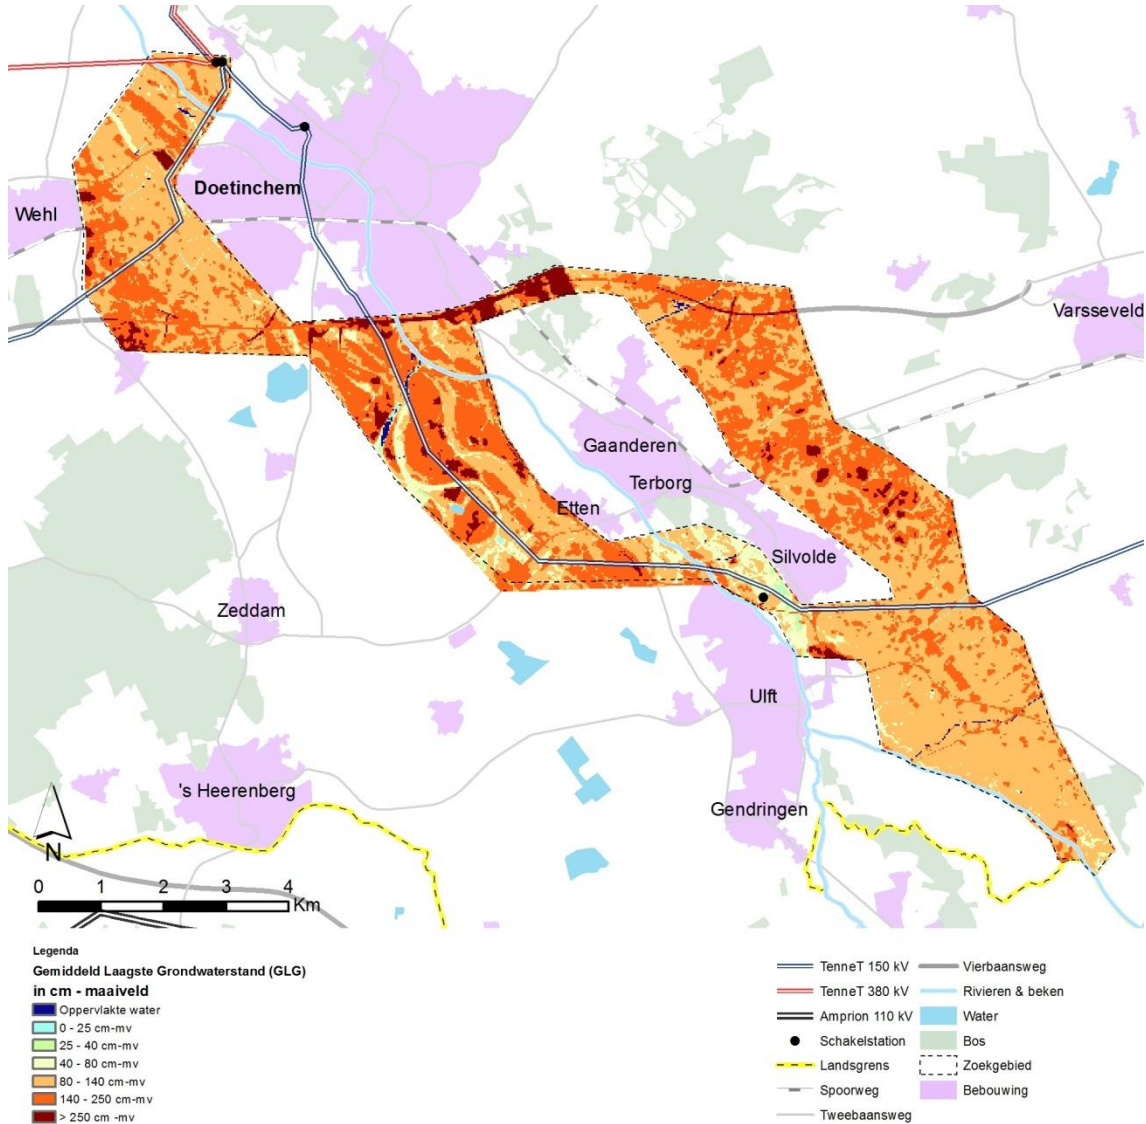 Doetinchem
Wehl
Varsseveld
Gaanderen
Terborg
Etten
Silvolde
Zeddam
Ulft
's Heerenberg
Gendringen
N
0 1 2 3 4
Km
Legenda
Gemiddeld Laagste Grondwaterstand (GLG)
in cm - maaiveld
Oppervlakte water
0 - 25 cm-mv
25 - 40 cm-mv
40 - 80 cm-mv
80 - 140 cm-mv
140 - 250 cm-mv
> 250 cm -mv
TenneT 150 kV
TenneT 380 kV
Amprion 110 kV
Schakelstation
Landsgrens
Spoorweg
Tweebaansweg
Vierbaansweg
Rivieren & beken
Water
Bos
Zoekgebied
Bebouwing